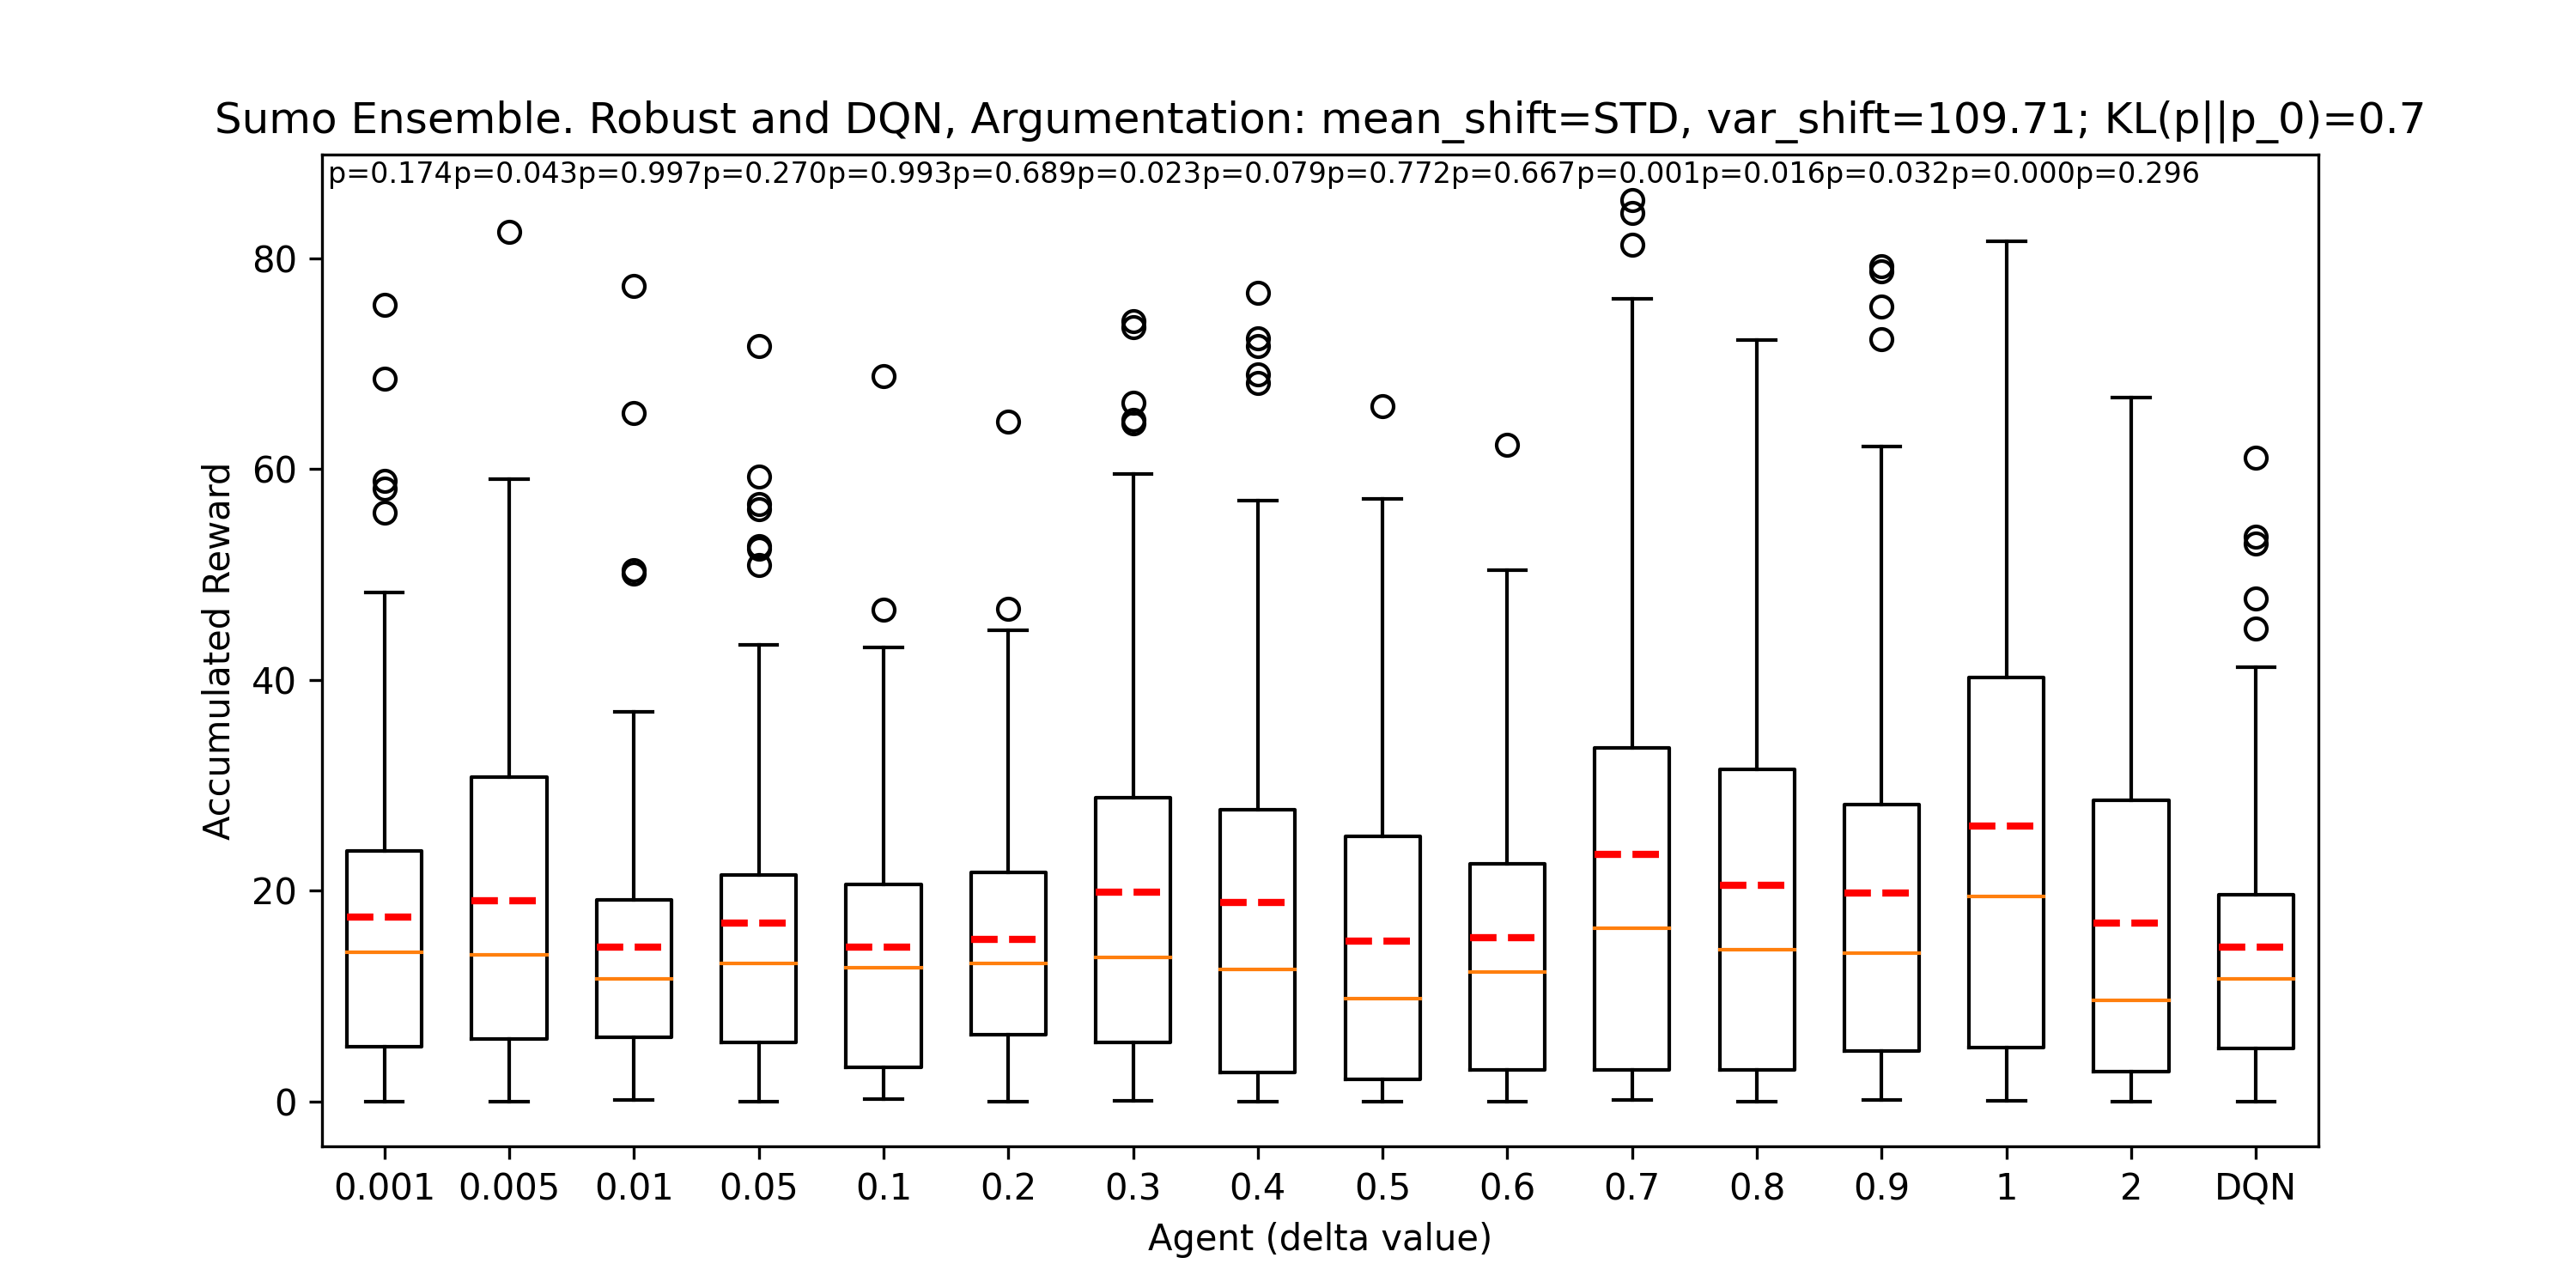 Sumo Ensemble. Robust and DQN, Argumentation: mean_shift=STD, var_shift=109.71; KL(p||p_0)=0.7
p=0.174p=0.043p=0.997p=0.270p=0.993p=0.689p=0.023p=0.079p=0.772p=0.667p=0.001p=0.016p=0.032p=0.000p=0.296
80
60
40
20
0
Accumulated Reward
0.001 0.005 0.01 0.05 0.1 0.2 0.3 0.4 0.5 0.6 0.7 0.8 0.9 1 2 DQN
Agent (delta value)